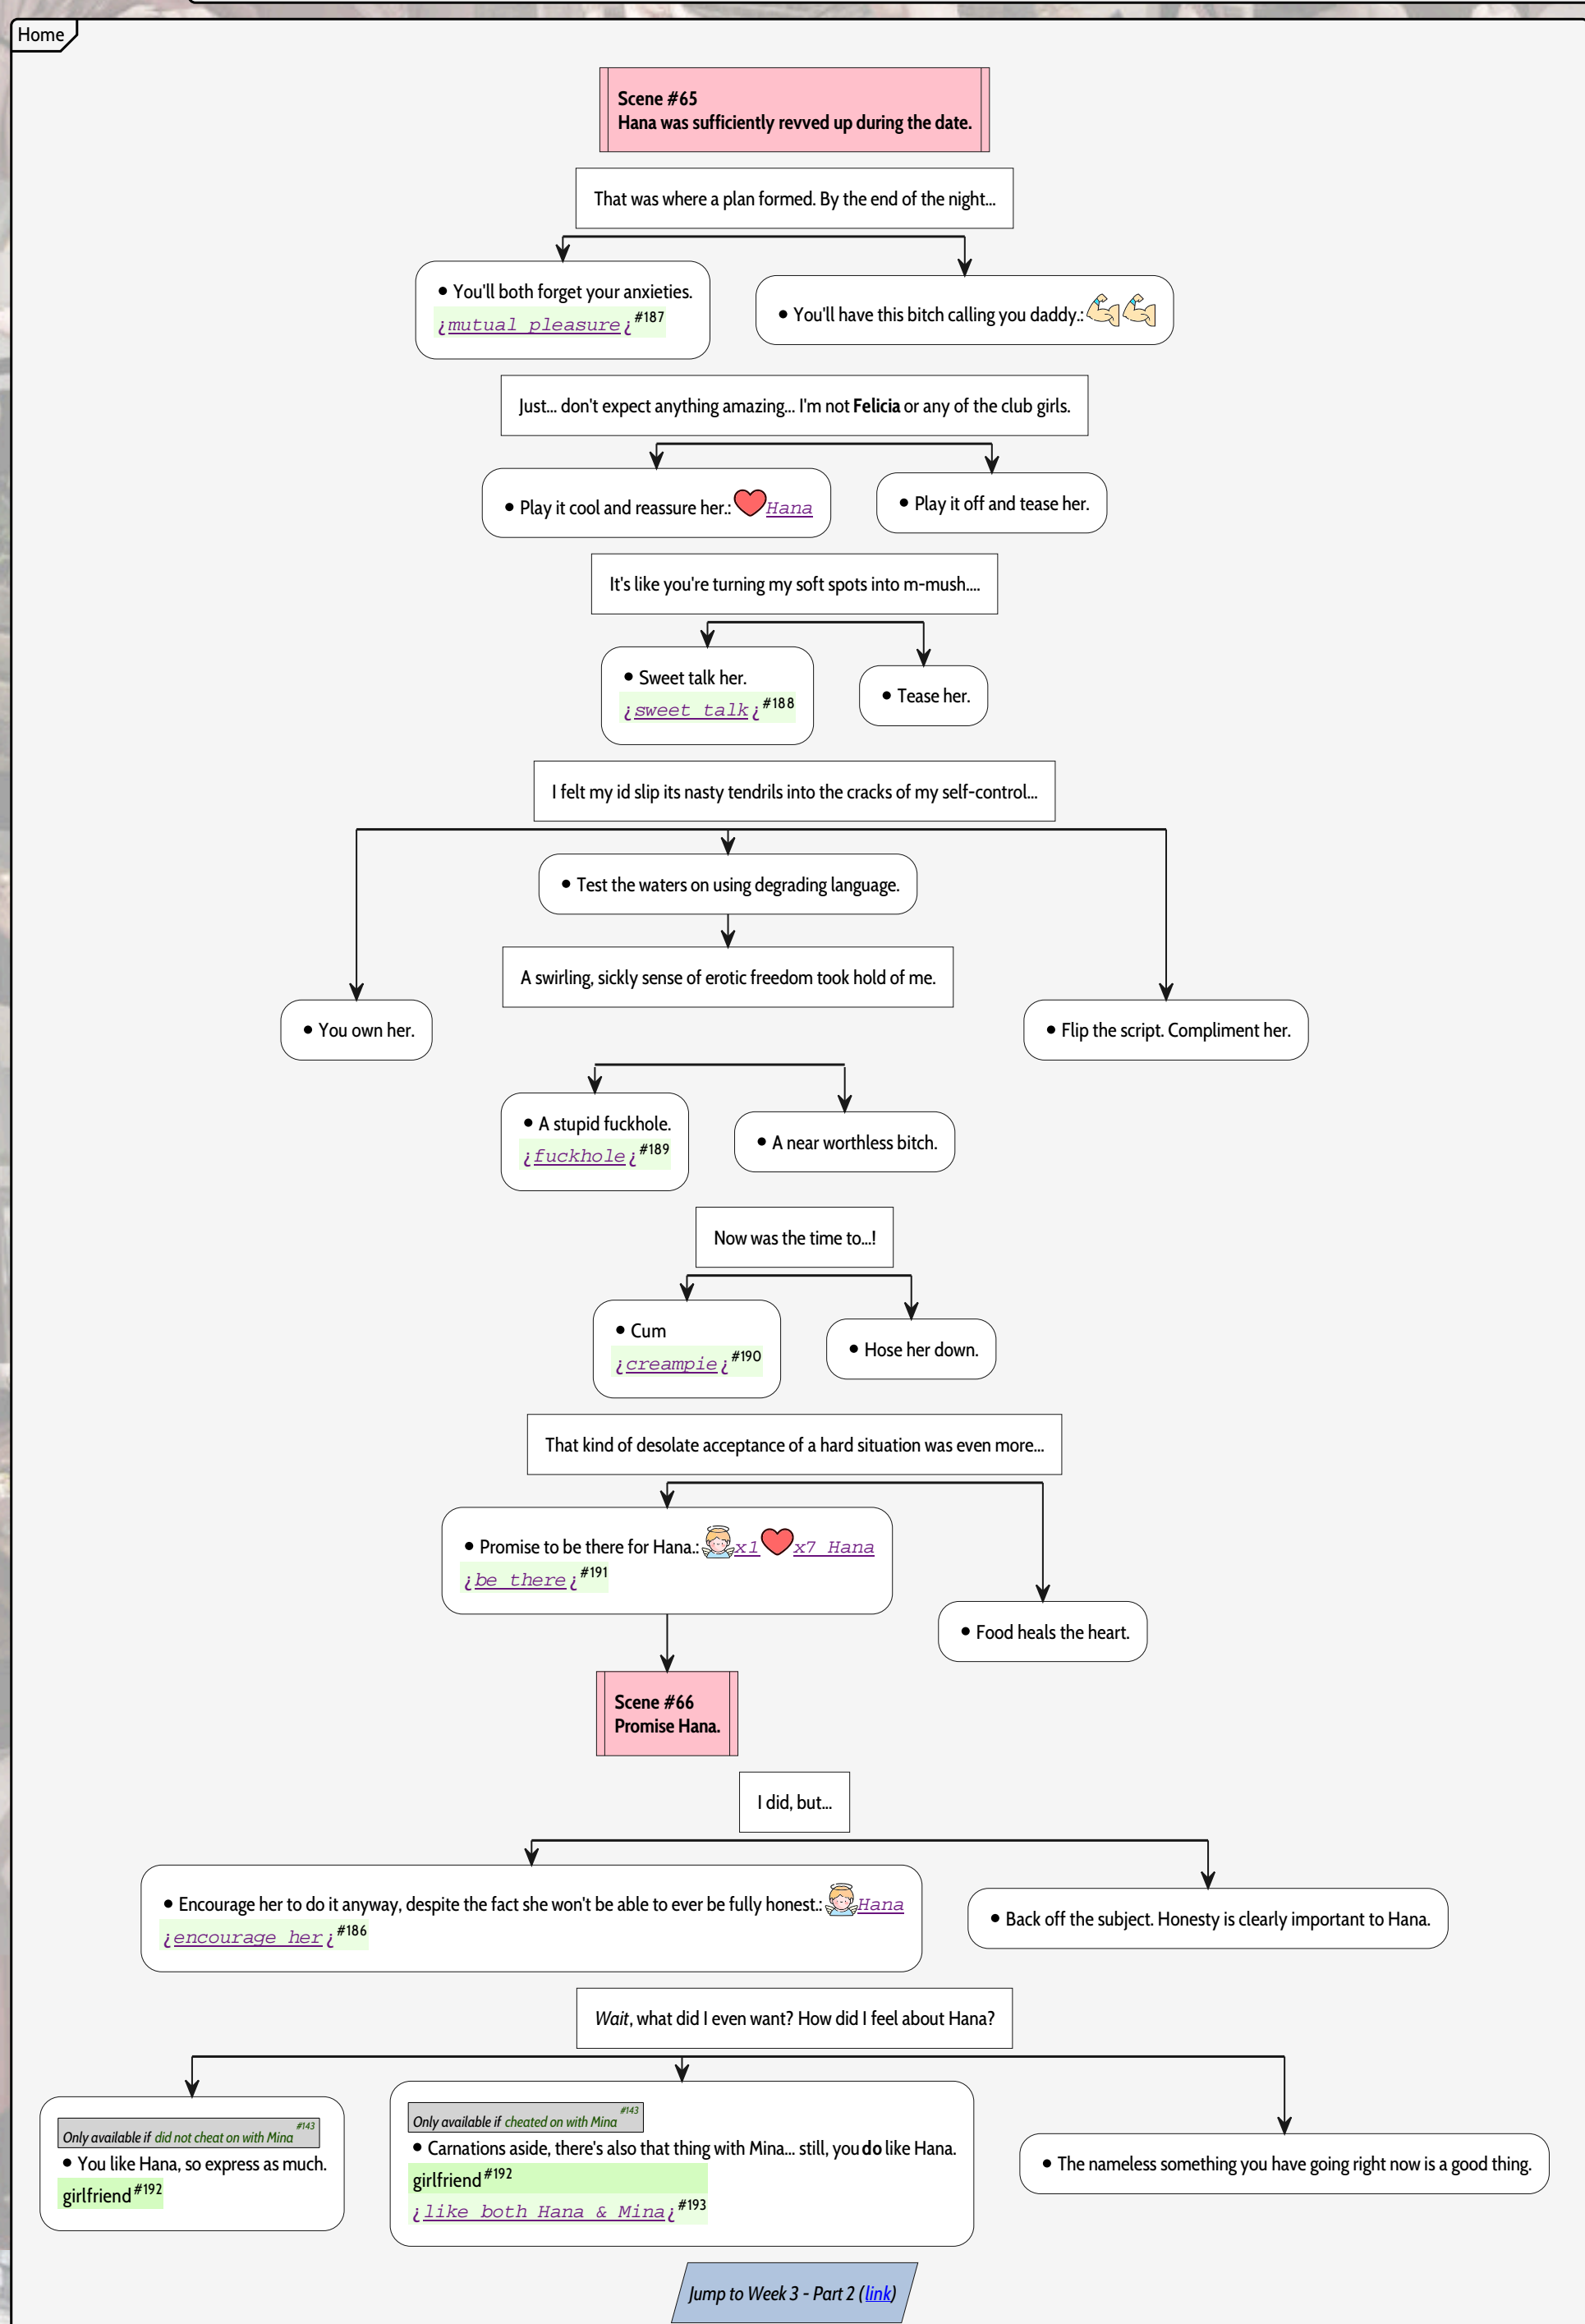 Home
Scene #65
Hana was sufficiently revved up during the date.
That was where a plan formed. By the end of the night...
• You'll both forget your anxieties.
¿mutual pleasure¿#187
• You'll have this bitch calling you daddy.:
Just... don't expect anything amazing... I'm not Felicia or any of the club girls.
• Play it cool and reassure her.: Hana
• Play it off and tease her.
It's like you're turning my soft spots into m-mush....
• Sweet talk her.
¿sweet talk¿#188
• Tease her.
I felt my id slip its nasty tendrils into the cracks of my self-control...
• Test the waters on using degrading language.
A swirling, sickly sense of erotic freedom took hold of me.
• You own her.
• Flip the script. Compliment her.
• A stupid fuckhole.
¿fuckhole¿#189
• A near worthless bitch.
Now was the time to...!
• Cum
¿creampie¿#190
• Hose her down.
That kind of desolate acceptance of a hard situation was even more...
• Promise to be there for Hana.: x1 x7 Hana
¿be there¿#191
• Food heals the heart.
Scene #66
Promise Hana.
I did, but...
• Encourage her to do it anyway, despite the fact she won't be able to ever be fully honest.: Hana
¿encourage her¿#186
• Back off the subject. Honesty is clearly important to Hana.
Wait, what did I even want? How did I feel about Hana?
Only available if did not cheat on with Mina #143
• You like Hana, so express as much.
girlfriend#192
Only available if cheated on with Mina #143
• Carnations aside, there's also that thing with Mina... still, you do like Hana.
girlfriend#192
¿like both Hana & Mina¿#193
• The nameless something you have going right now is a good thing.
Jump to Week 3 - Part 2 (link)